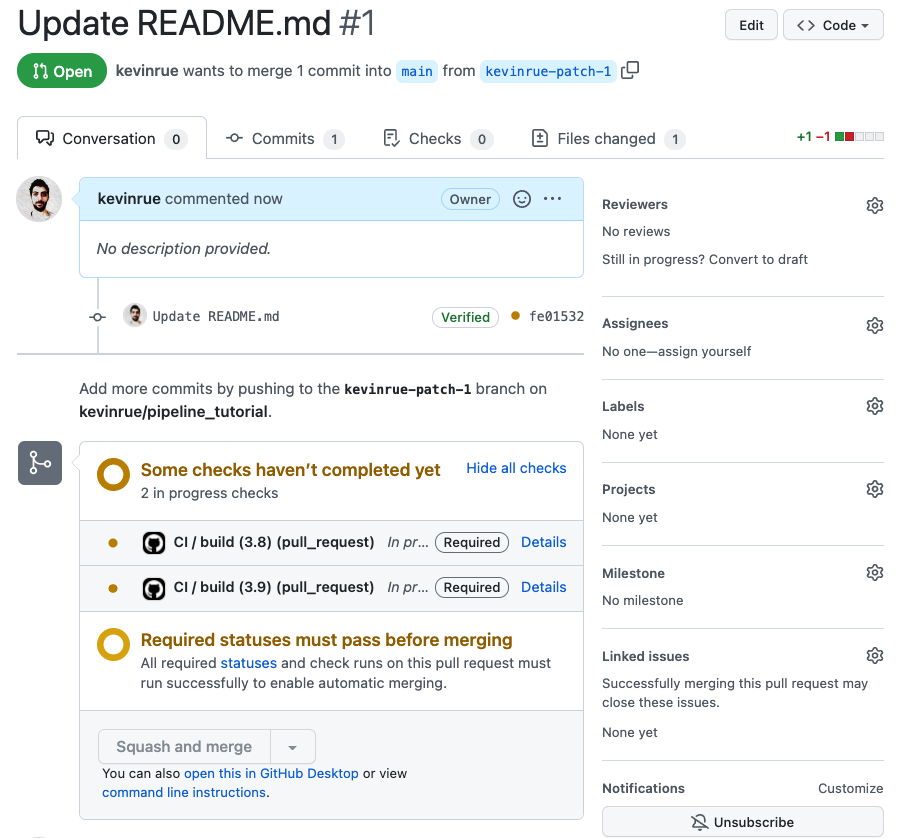 Update README.md #1
Edit
<> Code
Open
kevinrue wants to merge 1 commit into main from kevinrue-patch-1
Conversation 0
Commits 1
Checks 0
Files changed 1
+1 −1
kevinrue commented now
Owner
No description provided.
Update README.md
Verified
fe01532
Add more commits by pushing to the kevinrue-patch-1 branch on
kevinrue/pipeline_tutorial.
Some checks haven’t completed yet
Hide all checks
2 in progress checks
CI / build (3.8) (pull_request) In pr… Required Details
CI / build (3.9) (pull_request) In pr… Required Details
Required statuses must pass before merging
All required statuses and check runs on this pull request must
run successfully to enable automatic merging.
Squash and merge
You can also open this in GitHub Desktop or view
command line instructions.
Reviewers
No reviews
Still in progress? Convert to draft
Assignees
No one—assign yourself
Labels
None yet
Projects
None yet
Milestone
No milestone
Linked issues
Successfully merging this pull request may
close these issues.
None yet
Notifications
Customize
Unsubscribe